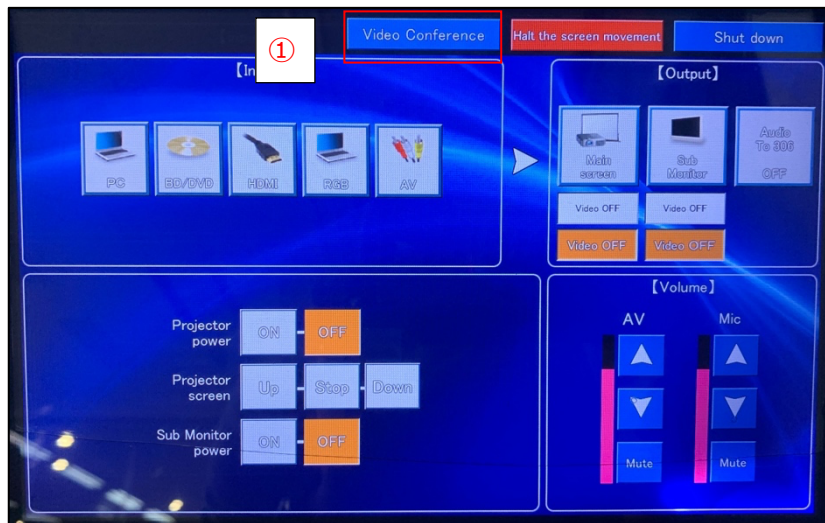 ①
Video Conference
Halt the screen movement
Shut down
【In
PC
BD/DVD
HDMI
RGB
AV
【Output】
Main
screen
Sub
Monitor
Audio
To 306
OFF
Video OFF
Video OFF
Video OFF
Video OFF
Projector
power
ON
OFF
Projector
screen
Up
Stop
Down
Sub Monitor
power
ON
OFF
【Volume】
AV
Mic
Mute
Mute